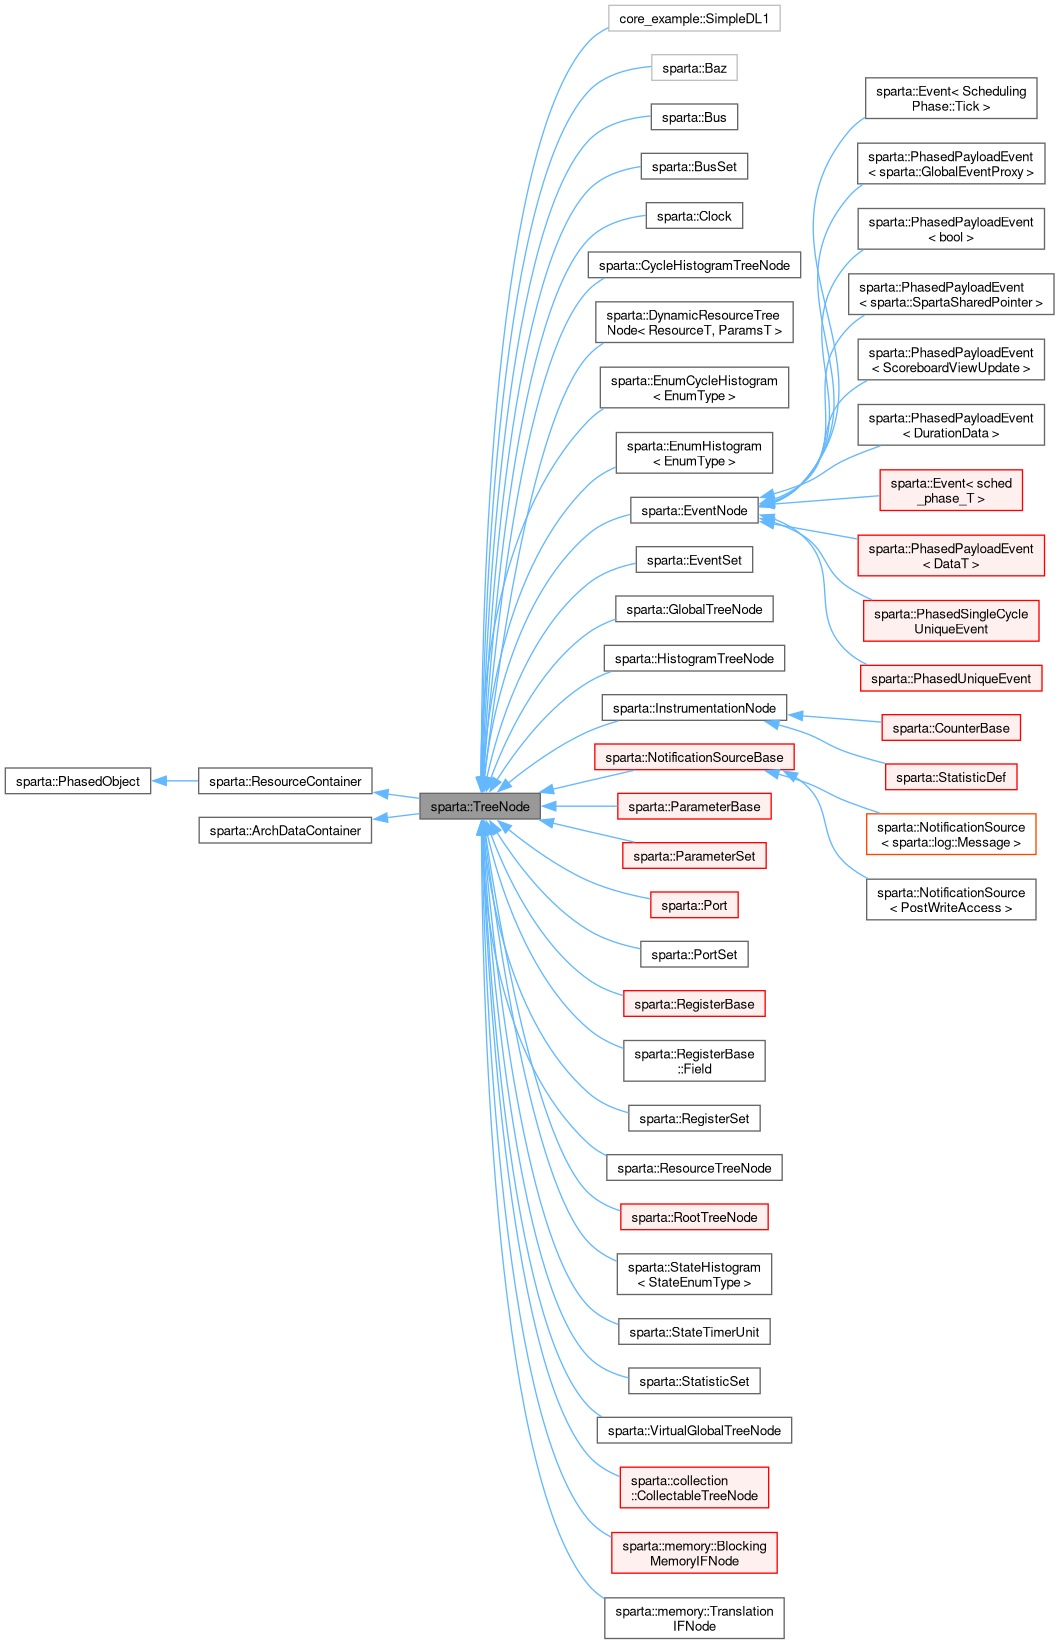 core_example::SimpleDL1
sparta::Baz
sparta::Bus
sparta::BusSet
sparta::Clock
sparta::CycleHistogramTreeNode
sparta::DynamicResourceTree
Node< ResourceT, ParamsT >
sparta::EnumCycleHistogram
< EnumType >
sparta::EnumHistogram
< EnumType >
sparta::EventNode
sparta::EventSet
sparta::GlobalTreeNode
sparta::HistogramTreeNode
sparta::InstrumentationNode
sparta::NotificationSourceBase
sparta::PhasedObject
sparta::ResourceContainer
sparta::ArchDataContainer
sparta::TreeNode
sparta::ParameterBase
sparta::ParameterSet
sparta::Port
sparta::PortSet
sparta::RegisterBase
sparta::RegisterBase
::Field
sparta::RegisterSet
sparta::ResourceTreeNode
sparta::RootTreeNode
sparta::StateHistogram
< StateEnumType >
sparta::StateTimerUnit
sparta::StatisticSet
sparta::VirtualGlobalTreeNode
sparta::collection
::CollectableTreeNode
sparta::memory::Blocking
MemoryIFNode
sparta::memory::Translation
IFNode
sparta::Event< Scheduling
Phase::Tick >
sparta::PhasedPayloadEvent
< sparta::GlobalEventProxy >
sparta::PhasedPayloadEvent
< bool >
sparta::PhasedPayloadEvent
< sparta::SpartaSharedPointer >
sparta::PhasedPayloadEvent
< ScoreboardViewUpdate >
sparta::PhasedPayloadEvent
< DurationData >
sparta::Event< sched
_phase_T >
sparta::PhasedPayloadEvent
< DataT >
sparta::PhasedSingleCycle
UniqueEvent
sparta::PhasedUniqueEvent
sparta::CounterBase
sparta::StatisticDef
sparta::NotificationSource
< sparta::log::Message >
sparta::NotificationSource
< PostWriteAccess >